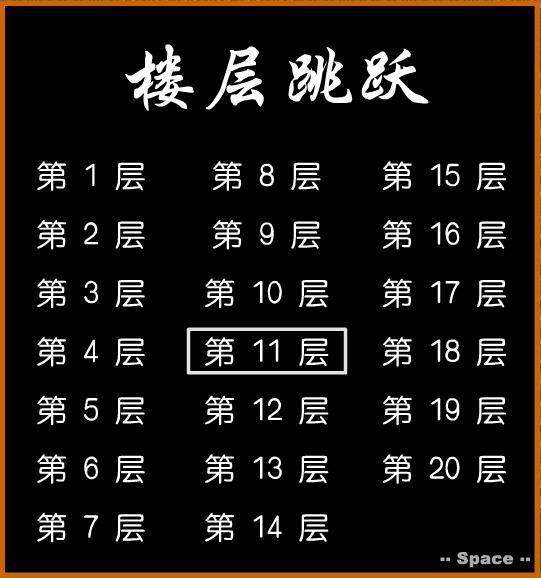 楼层跳跃
第 1 层 第 8 层 第 15 层
第 2 层 第 9 层 第 16 层
第 3 层 第 10 层 第 17 层
第 4 层 第 11 层 第 18 层
第 5 层 第 12 层 第 19 层
第 6 层 第 13 层 第 20 层
第 7 层 第 14 层
-- Space --